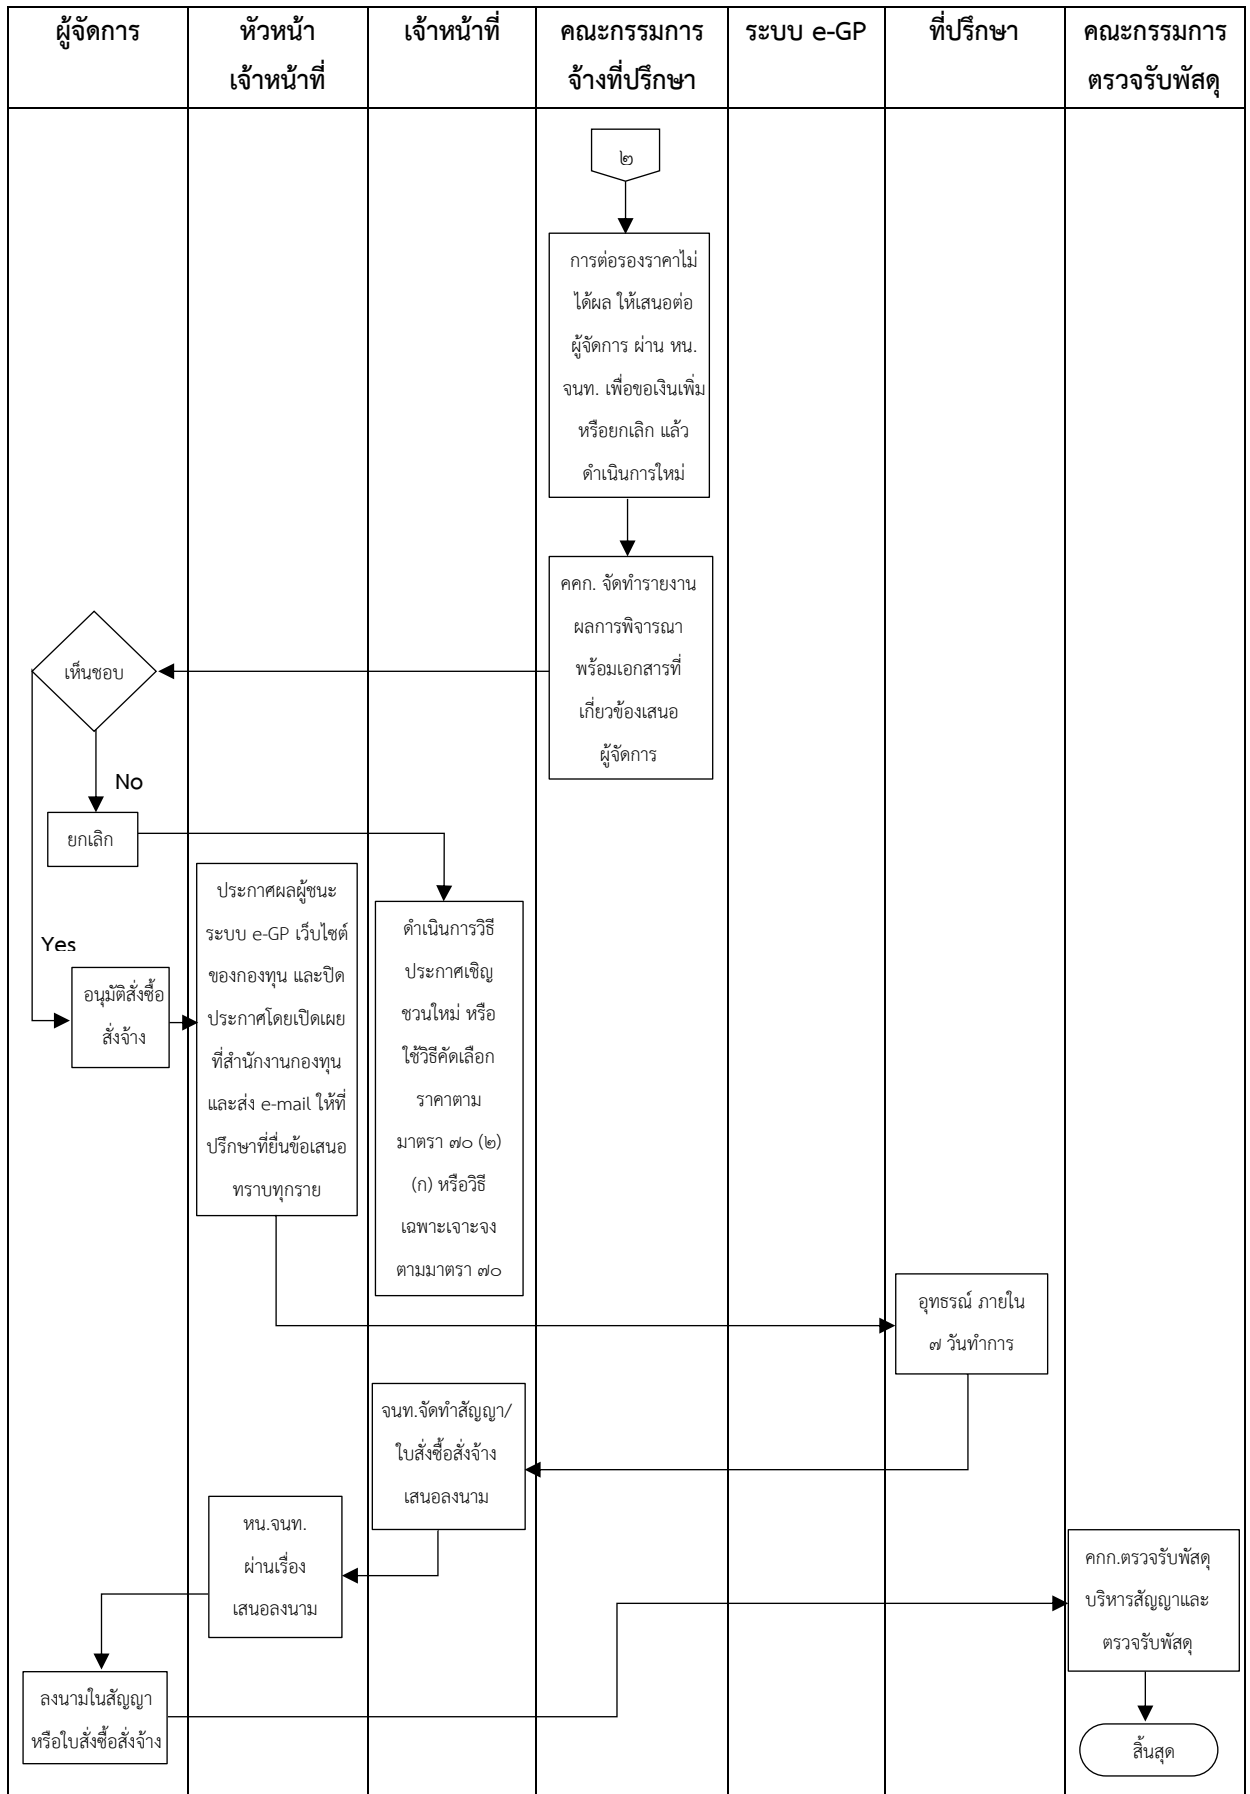 ผู้จัดการ
หัวหน้า
เจ้าหน้าที่
เจ้าหน้าที่
คณะกรรมการ
จ้างที่ปรึกษา
ระบบ e-GP
ที่ปรึกษา
คณะกรรมการ
ตรวจรับพัสดุ
๒
การต่อรองราคาไม่
ได้ผล ให้เสนอต่อ
ผู้จัดการ ผ่าน หน.
จนท. เพื่อขอเงินเพิ่ม
หรือยกเลิก แล้ว
ดำเนินการใหม่
คคก. จัดทำรายงาน
ผลการพิจารณา
พร้อมเอกสารที่
เกี่ยวข้องเสนอ
ผู้จัดการ
เห็นชอบ
No
ยกเลิก
Yes
อนุมัติสั่งซื้อ
สั่งจ้าง
ประกาศผลผู้ชนะ
ระบบ e-GP เว็บไซต์
ของกองทุน และปิด
ประกาศโดยเปิดเผย
ที่สำนักงานกองทุน
และส่ง e-mail ให้ที่
ปรึกษาที่ยื่นข้อเสนอ
ทราบทุกราย
ดำเนินการวิธี
ประกาศเชิญ
ชวนใหม่ หรือ
ใช้วิธีคัดเลือก
ราคาตาม
มาตรา ๗๐ (๒)
(ก) หรือวิธี
เฉพาะเจาะจง
ตามมาตรา ๗๐
อุทธรณ์ ภายใน
๗ วันทำการ
จนท.จัดทำสัญญา/
ใบสั่งซื้อสั่งจ้าง
เสนอลงนาม
หน.จนท.
ผ่านเรื่อง
เสนอลงนาม
ลงนามในสัญญา
หรือใบสั่งซื้อสั่งจ้าง
คกก.ตรวจรับพัสดุ
บริหารสัญญาและ
ตรวจรับพัสดุ
สิ้นสุด